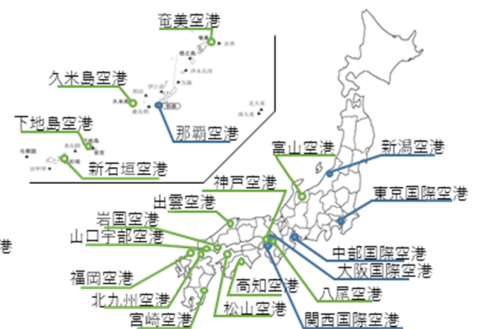 奄美空港
久米島空港
那覇空港
下地島空港
新石垣空港
富山空港
新潟空港
神戸空港
東京国際空港
出雲空港
岩国空港
山口宇部空港
港
中部国際空港
大阪国際空港
福岡空港
高知空港
八尾空港
北九州空港
松山空港
関西国際空港
宮崎空港